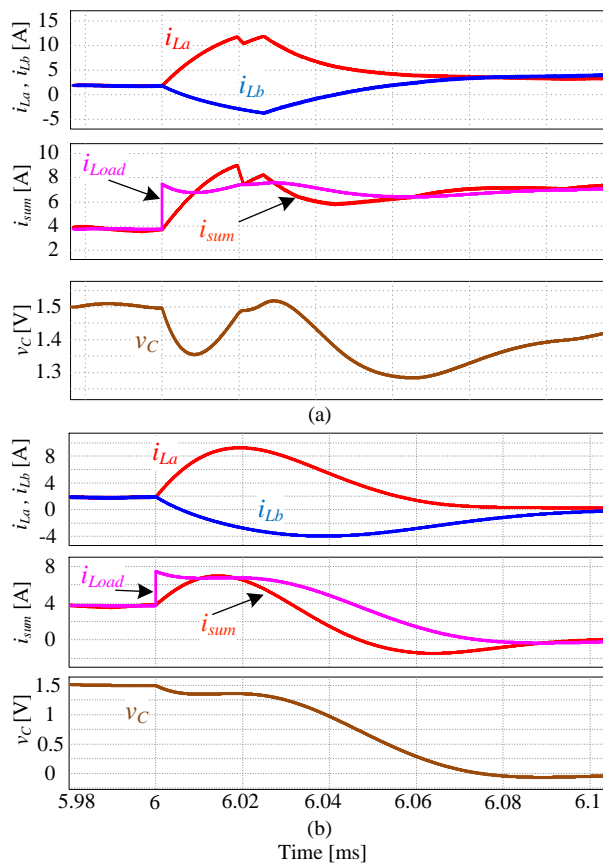 15
10
5
0
-5
i_La , i_Lb [A]
i_La
i_Lb
10
8
6
4
2
i_sum [A]
i_Load
i_sum
1.5
1.4
1.3
v_C [V]
v_C
(a)
8
4
0
-4
i_La , i_Lb [A]
i_La
i_Lb
8
4
0
i_sum [A]
i_Load
i_sum
1.5
1
0.5
0
v_C [V]
v_C
5.98 6 6.02 6.04 6.06 6.08 6.1
(b)
Time [ms]